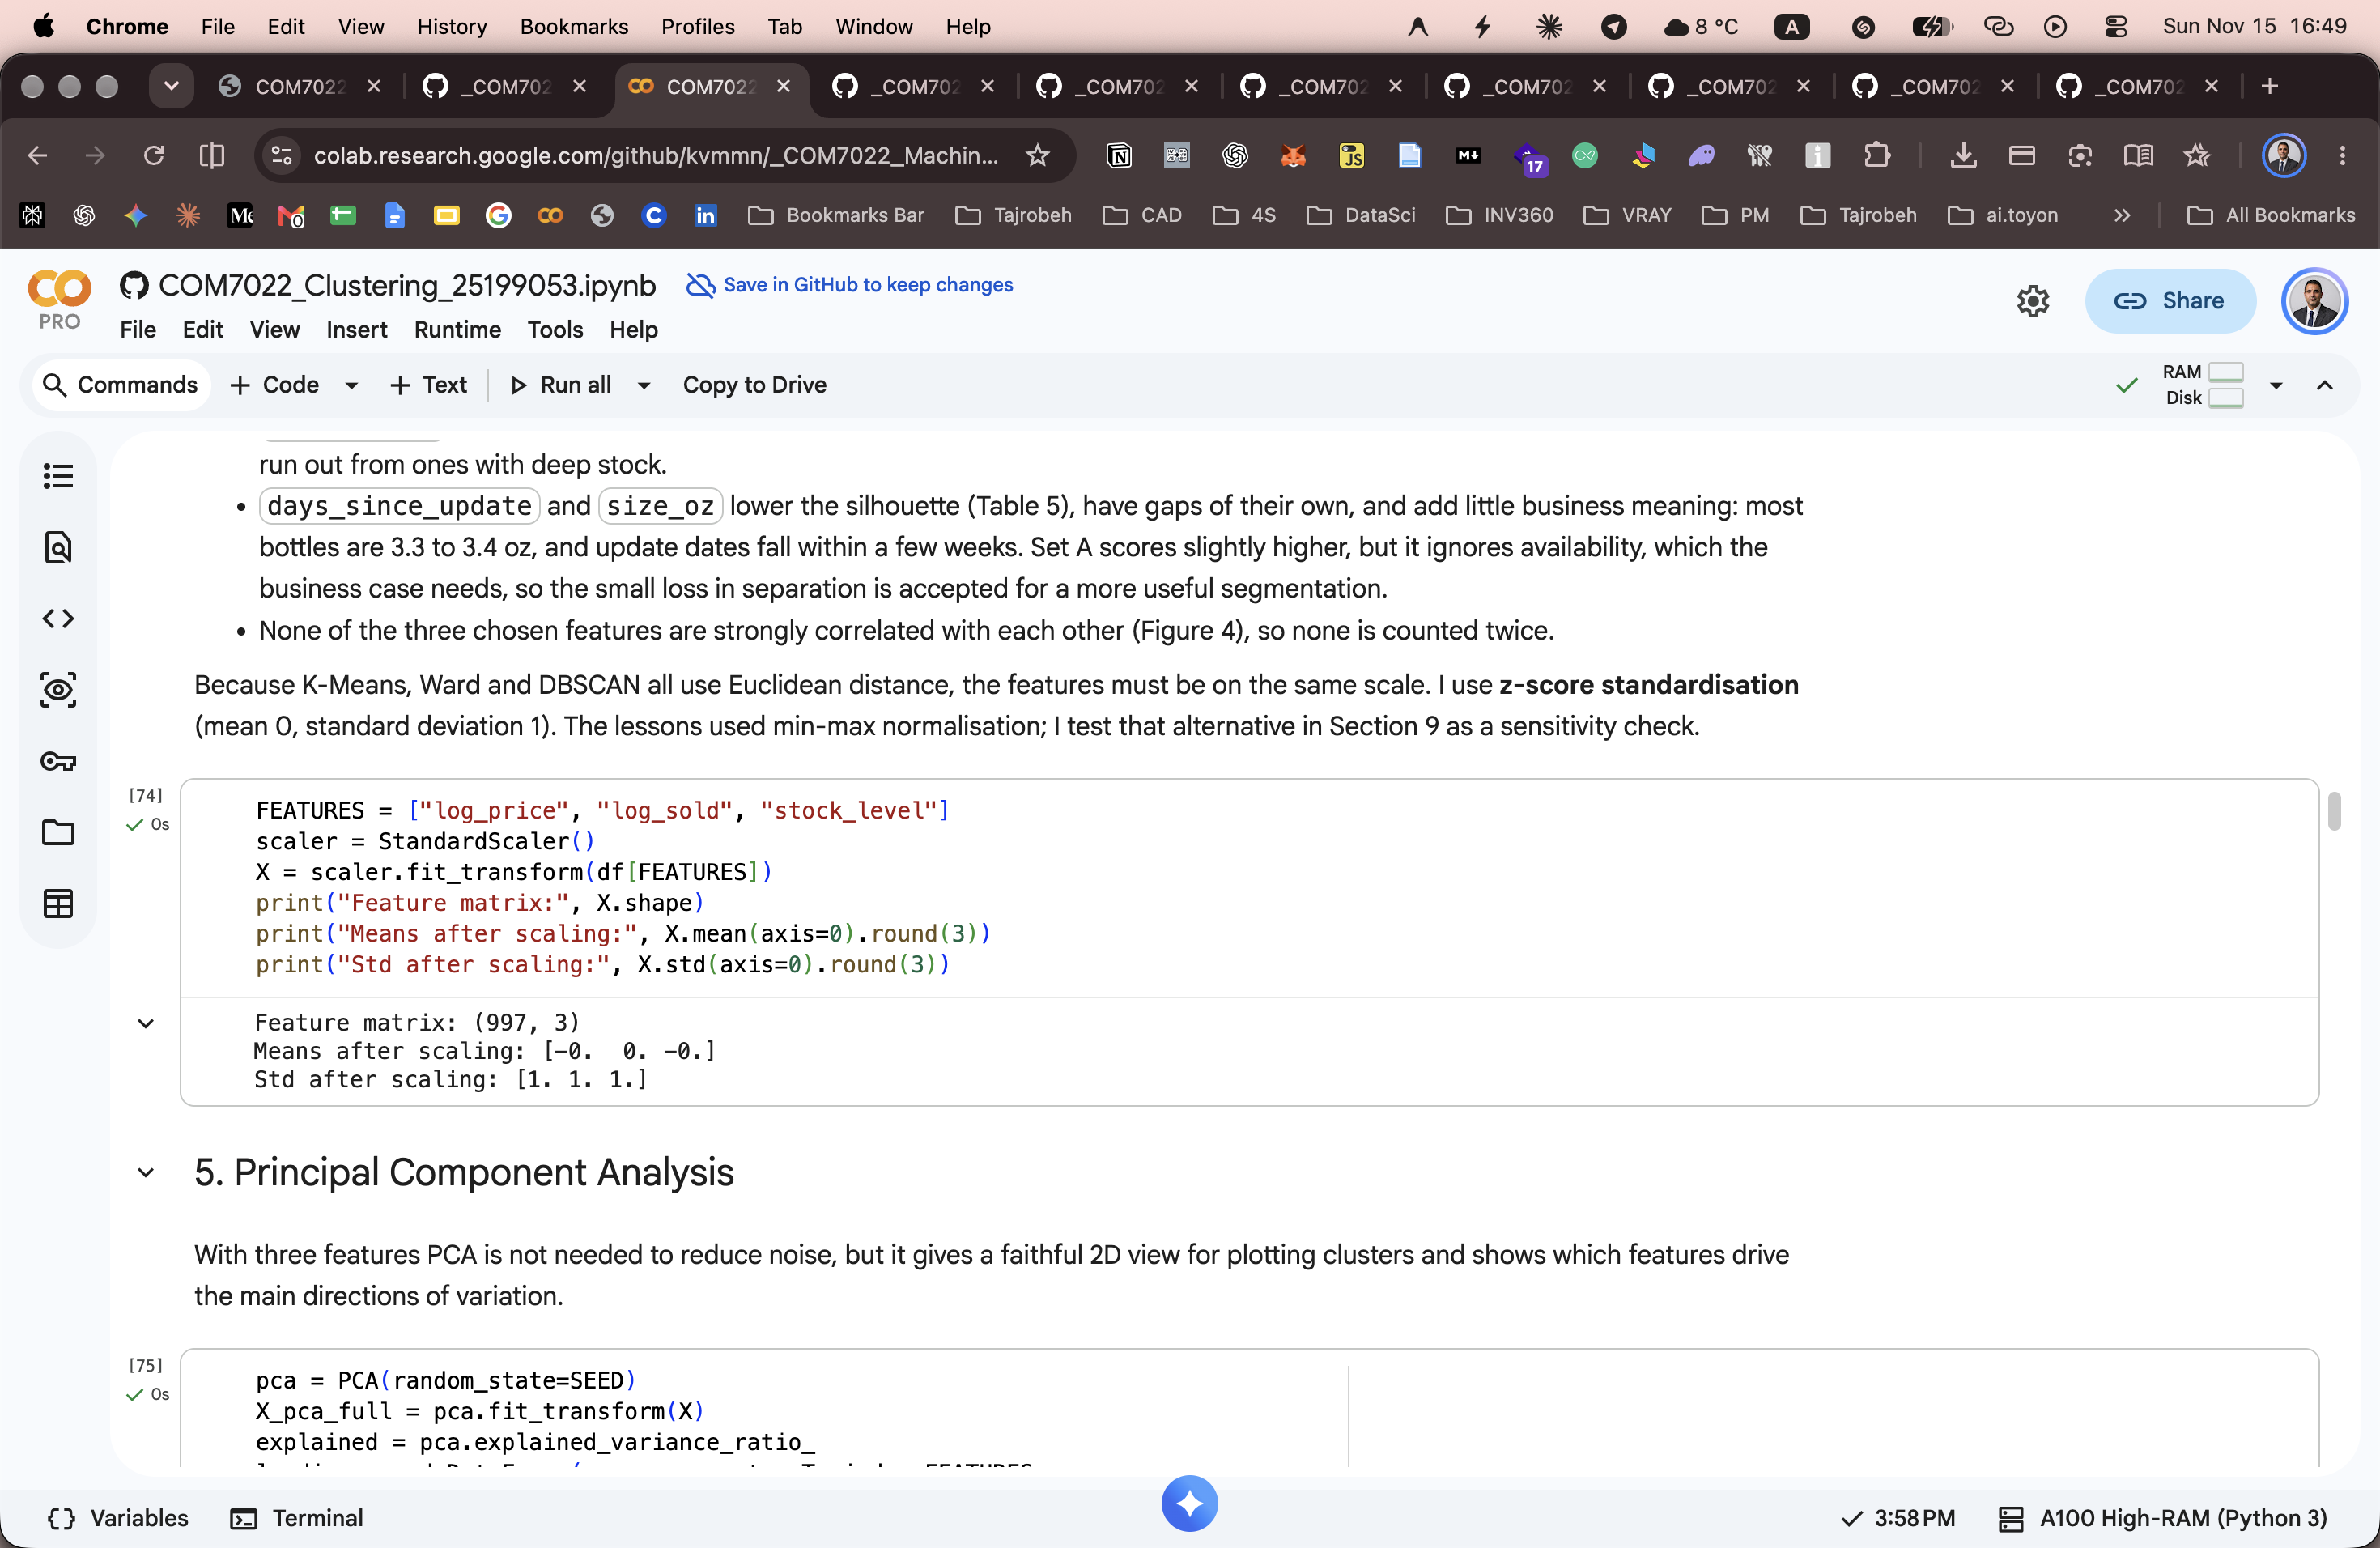 Chrome File Edit View History Bookmarks Profiles Tab Window Help 8 °C A Sun Nov 15 16:49
COM7022 _COM702 COM7022 _COM702 _COM702 _COM702 _COM702 _COM702 _COM702 _COM702
colab.research.google.com/github/kvmmn/_COM7022_Machin... JS M↓ 17
0 Bookmarks Bar Tajrobeh CAD 4S DataSci INV360 VRAY PM Tajrobeh ai.toyon >> All Bookmarks
COM7022_Clustering_25199053.ipynb Save in GitHub to keep changes
PRO
Share
File Edit View Insert Runtime Tools Help
Commands + Code + Text Run all Copy to Drive
RAM
Disk
run out from ones with deep stock.
• days_since_update and size_oz lower the silhouette (Table 5), have gaps of their own, and add little business meaning: most
bottles are 3.3 to 3.4 oz, and update dates fall within a few weeks. Set A scores slightly higher, but it ignores availability, which the
business case needs, so the small loss in separation is accepted for a more useful segmentation.
• None of the three chosen features are strongly correlated with each other (Figure 4), so none is counted twice.
Because K-Means, Ward and DBSCAN all use Euclidean distance, the features must be on the same scale. I use z-score standardisation
(mean 0, standard deviation 1). The lessons used min-max normalisation; I test that alternative in Section 9 as a sensitivity check.
[74]
0s
FEATURES = ["log_price", "log_sold", "stock_level"]
scaler = StandardScaler()
X = scaler.fit_transform(df[FEATURES])
print("Feature matrix:", X.shape)
print("Means after scaling:", X.mean(axis=0).round(3))
print("Std after scaling:", X.std(axis=0).round(3))
Feature matrix: (997, 3)
Means after scaling: [-0.  0. -0.]
Std after scaling: [1. 1. 1.]
5. Principal Component Analysis
With three features PCA is not needed to reduce noise, but it gives a faithful 2D view for plotting clusters and shows which features drive
the main directions of variation.
[75]
0s
pca = PCA(random_state=SEED)
X_pca_full = pca.fit_transform(X)
explained = pca.explained_variance_ratio_
Variables Terminal 3:58 PM A100 High-RAM (Python 3)